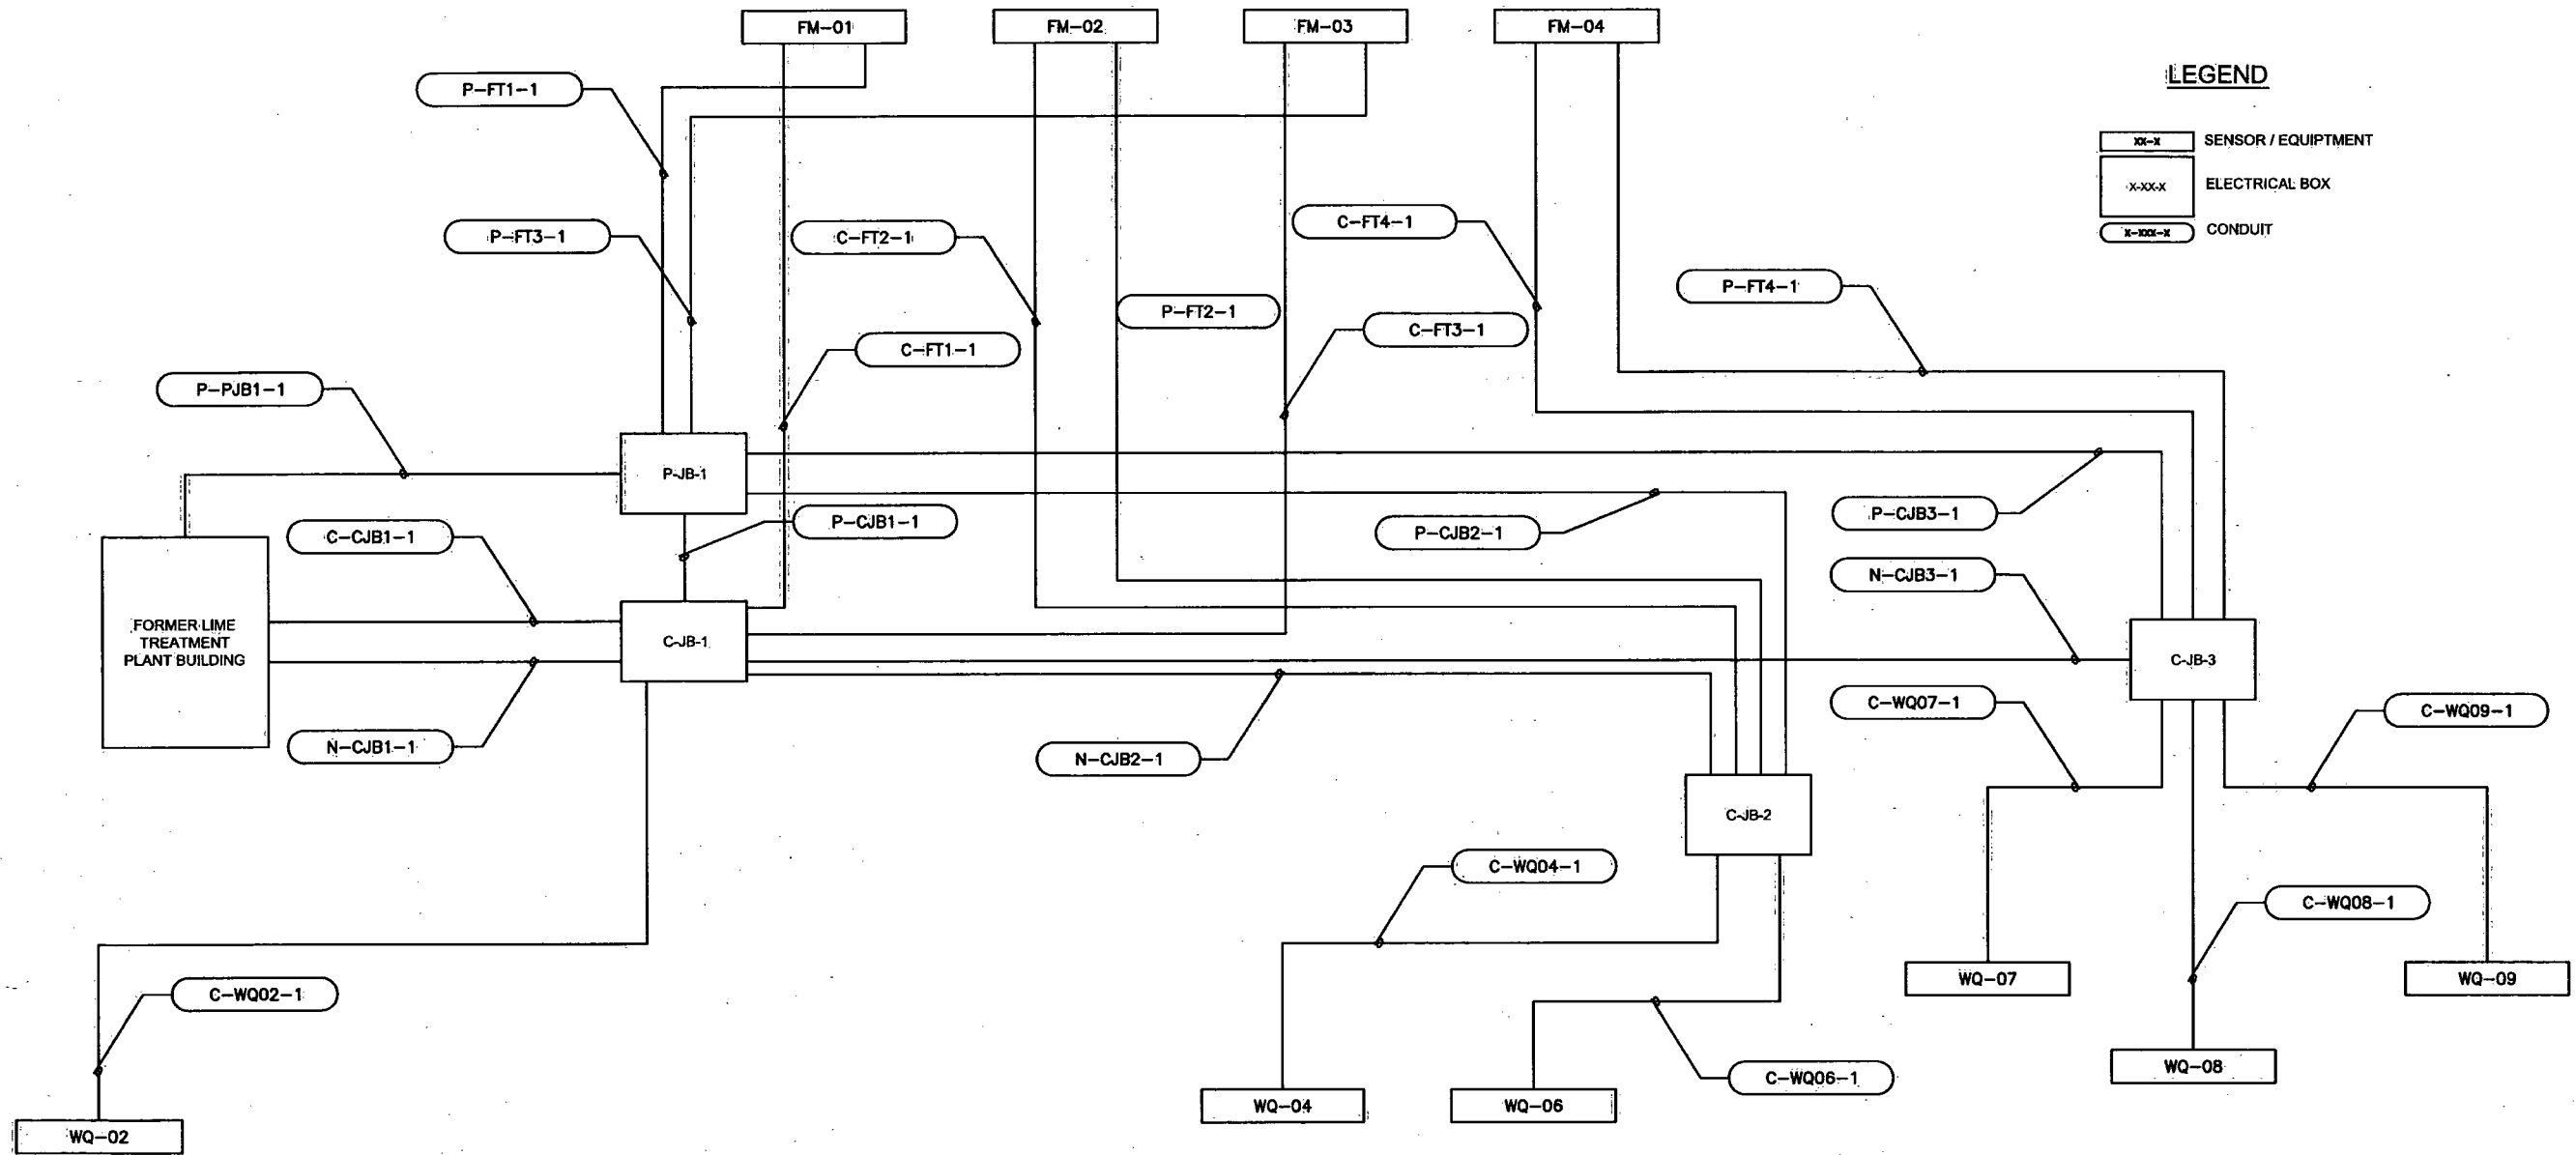 FM-01
FM-02
FM-03
FM-04
LEGEND
XX-X SENSOR / EQUIPTMENT
X-XX-X ELECTRICAL BOX
X-XXX-X CONDUIT
P-FT1-1
P-FT3-1
C-FT2-1
C-FT4-1
P-FT4-1
P-FT2-1
C-FT3-1
C-FT1-1
P-PJB1-1
P-JB-1
P-CJB1-1
P-CJB2-1
P-CJB3-1
C-CJB1-1
N-CJB3-1
FORMER LIME
TREATMENT
PLANT BUILDING
C-JB-1
C-JB-3
C-WQ07-1
C-WQ09-1
N-CJB1-1
N-CJB2-1
C-JB-2
C-WQ04-1
C-WQ08-1
WQ-07
WQ-09
C-WQ02-1
WQ-08
C-WQ06-1
WQ-04
WQ-06
WQ-02